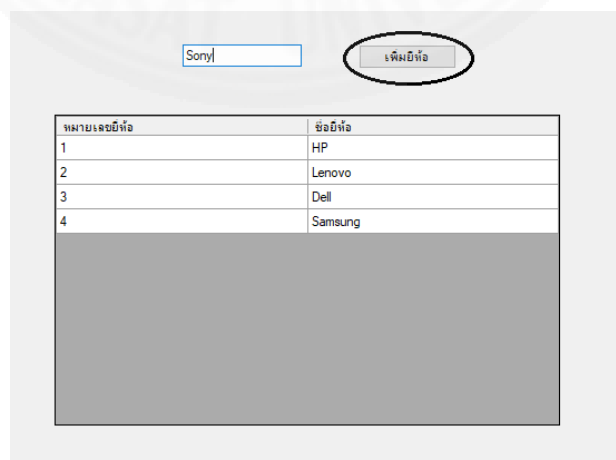 Sony
เพิ่มยี่ห้อ
หมายเลขยี่ห้อ ชื่อยี่ห้อ
1 HP
2 Lenovo
3 Dell
4 Samsung